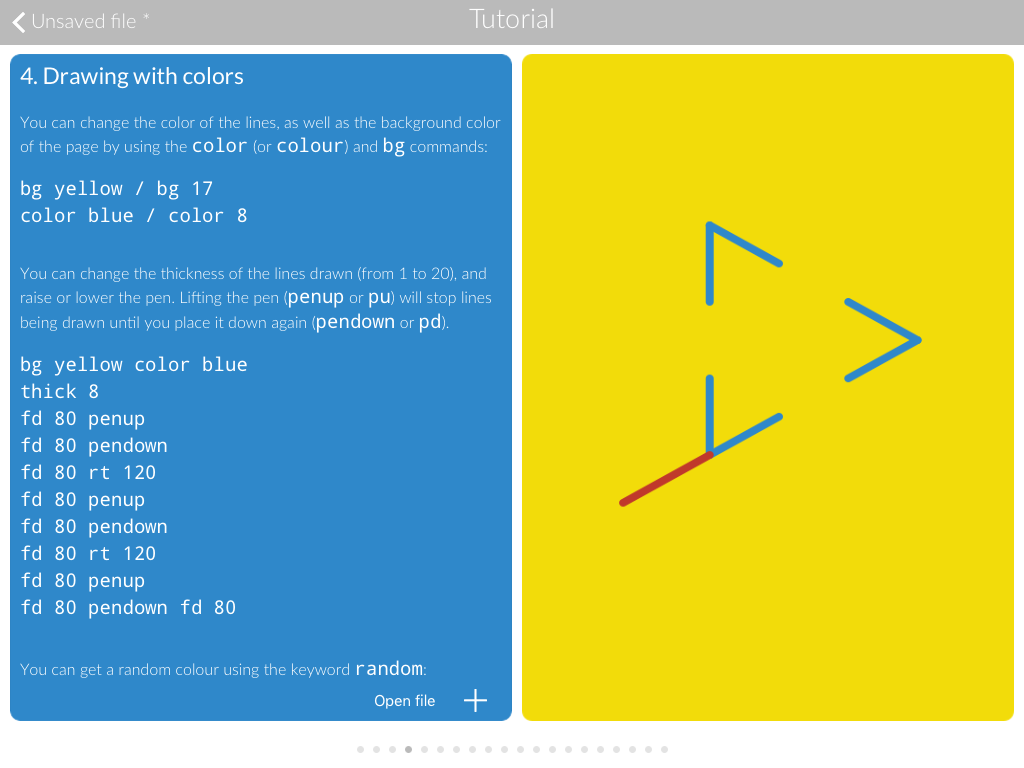 Unsaved file *
Tutorial
4. Drawing with colors
You can change the color of the lines, as well as the background color
of the page by using the color (or colour) and bg commands:
bg yellow / bg 17
color blue / color 8
You can change the thickness of the lines drawn (from 1 to 20), and
raise or lower the pen. Lifting the pen (penup or pu) will stop lines
being drawn until you place it down again (pendown or pd).
bg yellow color blue
thick 8
fd 80 penup
fd 80 pendown
fd 80 rt 120
fd 80 penup
fd 80 pendown
fd 80 rt 120
fd 80 penup
fd 80 pendown fd 80
You can get a random colour using the keyword random:
Open file